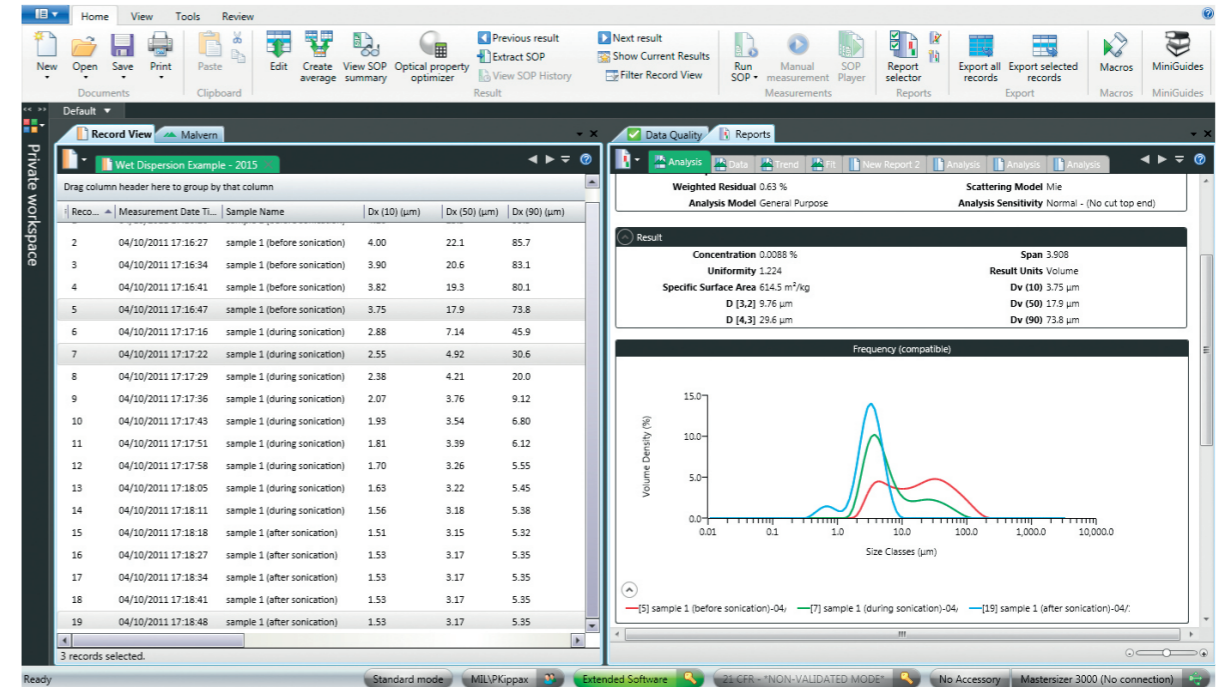 Home View Tools Review
New Open Save Print Paste Edit Create average View SOP summary Optical property optimizer
Previous result
Extract SOP
View SOP History
Next result
Show Current Results
Filter Record View
Run SOP Manual measurement SOP Player Report selector Export all records Export selected records Macros MiniGuides
Documents Clipboard Result Measurements Reports Export Macros MiniGuides
Default
Private workspace
Record View Malvern
Wet Dispersion Example - 2015
Drag column header here to group by that column
Reco... Measurement Date Ti... Sample Name Dx (10) (μm) Dx (50) (μm) Dx (90) (μm)
2 04/10/2011 17:16:27 sample 1 (before sonication) 4.00 22.1 85.7
3 04/10/2011 17:16:34 sample 1 (before sonication) 3.90 20.6 83.1
4 04/10/2011 17:16:41 sample 1 (before sonication) 3.82 19.3 80.1
5 04/10/2011 17:16:47 sample 1 (before sonication) 3.75 17.9 73.8
6 04/10/2011 17:17:16 sample 1 (during sonication) 2.88 7.14 45.9
7 04/10/2011 17:17:22 sample 1 (during sonication) 2.55 4.92 30.6
8 04/10/2011 17:17:29 sample 1 (during sonication) 2.38 4.21 20.0
9 04/10/2011 17:17:36 sample 1 (during sonication) 2.07 3.76 9.12
10 04/10/2011 17:17:43 sample 1 (during sonication) 1.93 3.54 6.80
11 04/10/2011 17:17:51 sample 1 (during sonication) 1.81 3.39 6.12
12 04/10/2011 17:17:58 sample 1 (during sonication) 1.70 3.26 5.55
13 04/10/2011 17:18:05 sample 1 (during sonication) 1.63 3.22 5.45
14 04/10/2011 17:18:11 sample 1 (during sonication) 1.56 3.18 5.38
15 04/10/2011 17:18:18 sample 1 (after sonication) 1.51 3.15 5.32
16 04/10/2011 17:18:27 sample 1 (after sonication) 1.53 3.17 5.35
17 04/10/2011 17:18:34 sample 1 (after sonication) 1.53 3.17 5.35
18 04/10/2011 17:18:41 sample 1 (after sonication) 1.53 3.17 5.35
19 04/10/2011 17:18:48 sample 1 (after sonication) 1.53 3.17 5.35
3 records selected.
Data Quality Reports
Analysis Data Trend Fit New Report 2 Analysis Analysis Analysis
Weighted Residual 0.63 % Scattering Model Mie
Analysis Model General Purpose Analysis Sensitivity Normal - (No cut top end)
Result
Concentration 0.0088 % Span 3.908
Uniformity 1.224 Result Units Volume
Specific Surface Area 614.5 m²/kg Dv (10) 3.75 μm
D [3,2] 9.76 μm Dv (50) 17.9 μm
D [4,3] 29.6 μm Dv (90) 73.8 μm
Frequency (compatible)
Volume Density (%)
15.0
10.0
5.0
0.0
0.01 0.1 1.0 10.0 100.0 1,000.0 10,000.0
Size Classes (μm)
[5] sample 1 (before sonication)-04/ [7] sample 1 (during sonication)-04/ [19] sample 1 (after sonication)-04/:
Ready Standard mode MIL\PKippax Extended Software 21 CFR - *NON-VALIDATED MODE* No Accessory Mastersizer 3000 (No connection)